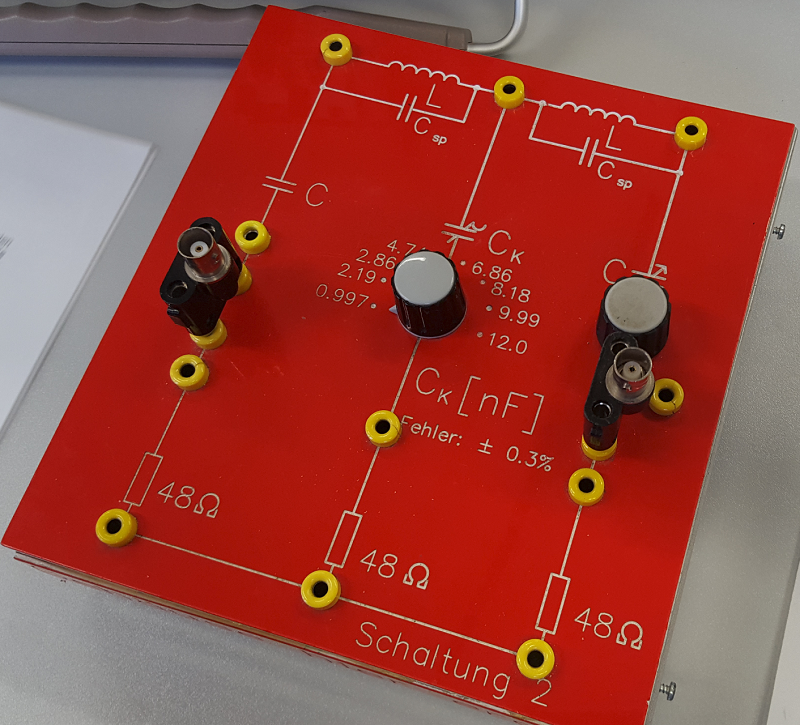 L
C sp
L
C sp
C
C K
C
4.7
2.86
2.19
0.997
6.86
8.18
9.99
12.0
C K [nF]
Fehler: ± 0.3%
48Ω
48Ω
48Ω
Schaltung 2